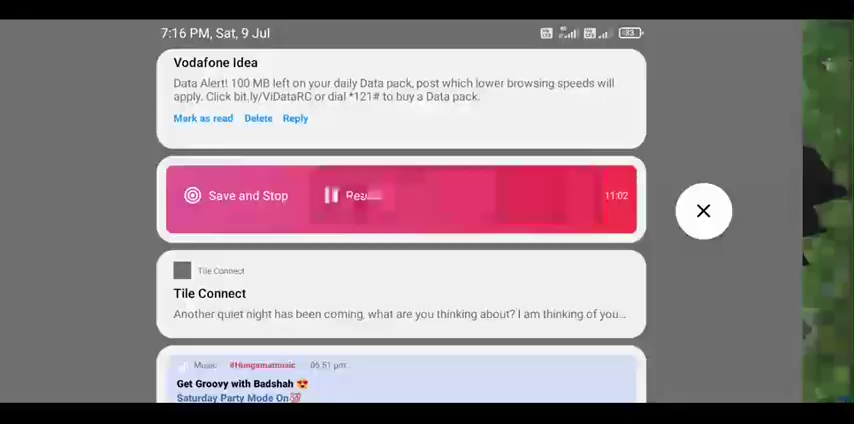 7:16 PM, Sat, 9 Jul
83
Vodafone Idea
Data Alert! 100 MB left on your daily Data pack, post which lower browsing speeds will
apply. Click bit.ly/ViDataRC or dial *121# to buy a Data pack.
Mark as read Delete Reply
Save and Stop
11:02
Tile Connect
Tile Connect
Another quiet night has been coming, what are you thinking about? I am thinking of you...
Music #Hungamamusic 06:51 pm
Get Groovy with Badshah 😍
Saturday Party Mode On💯